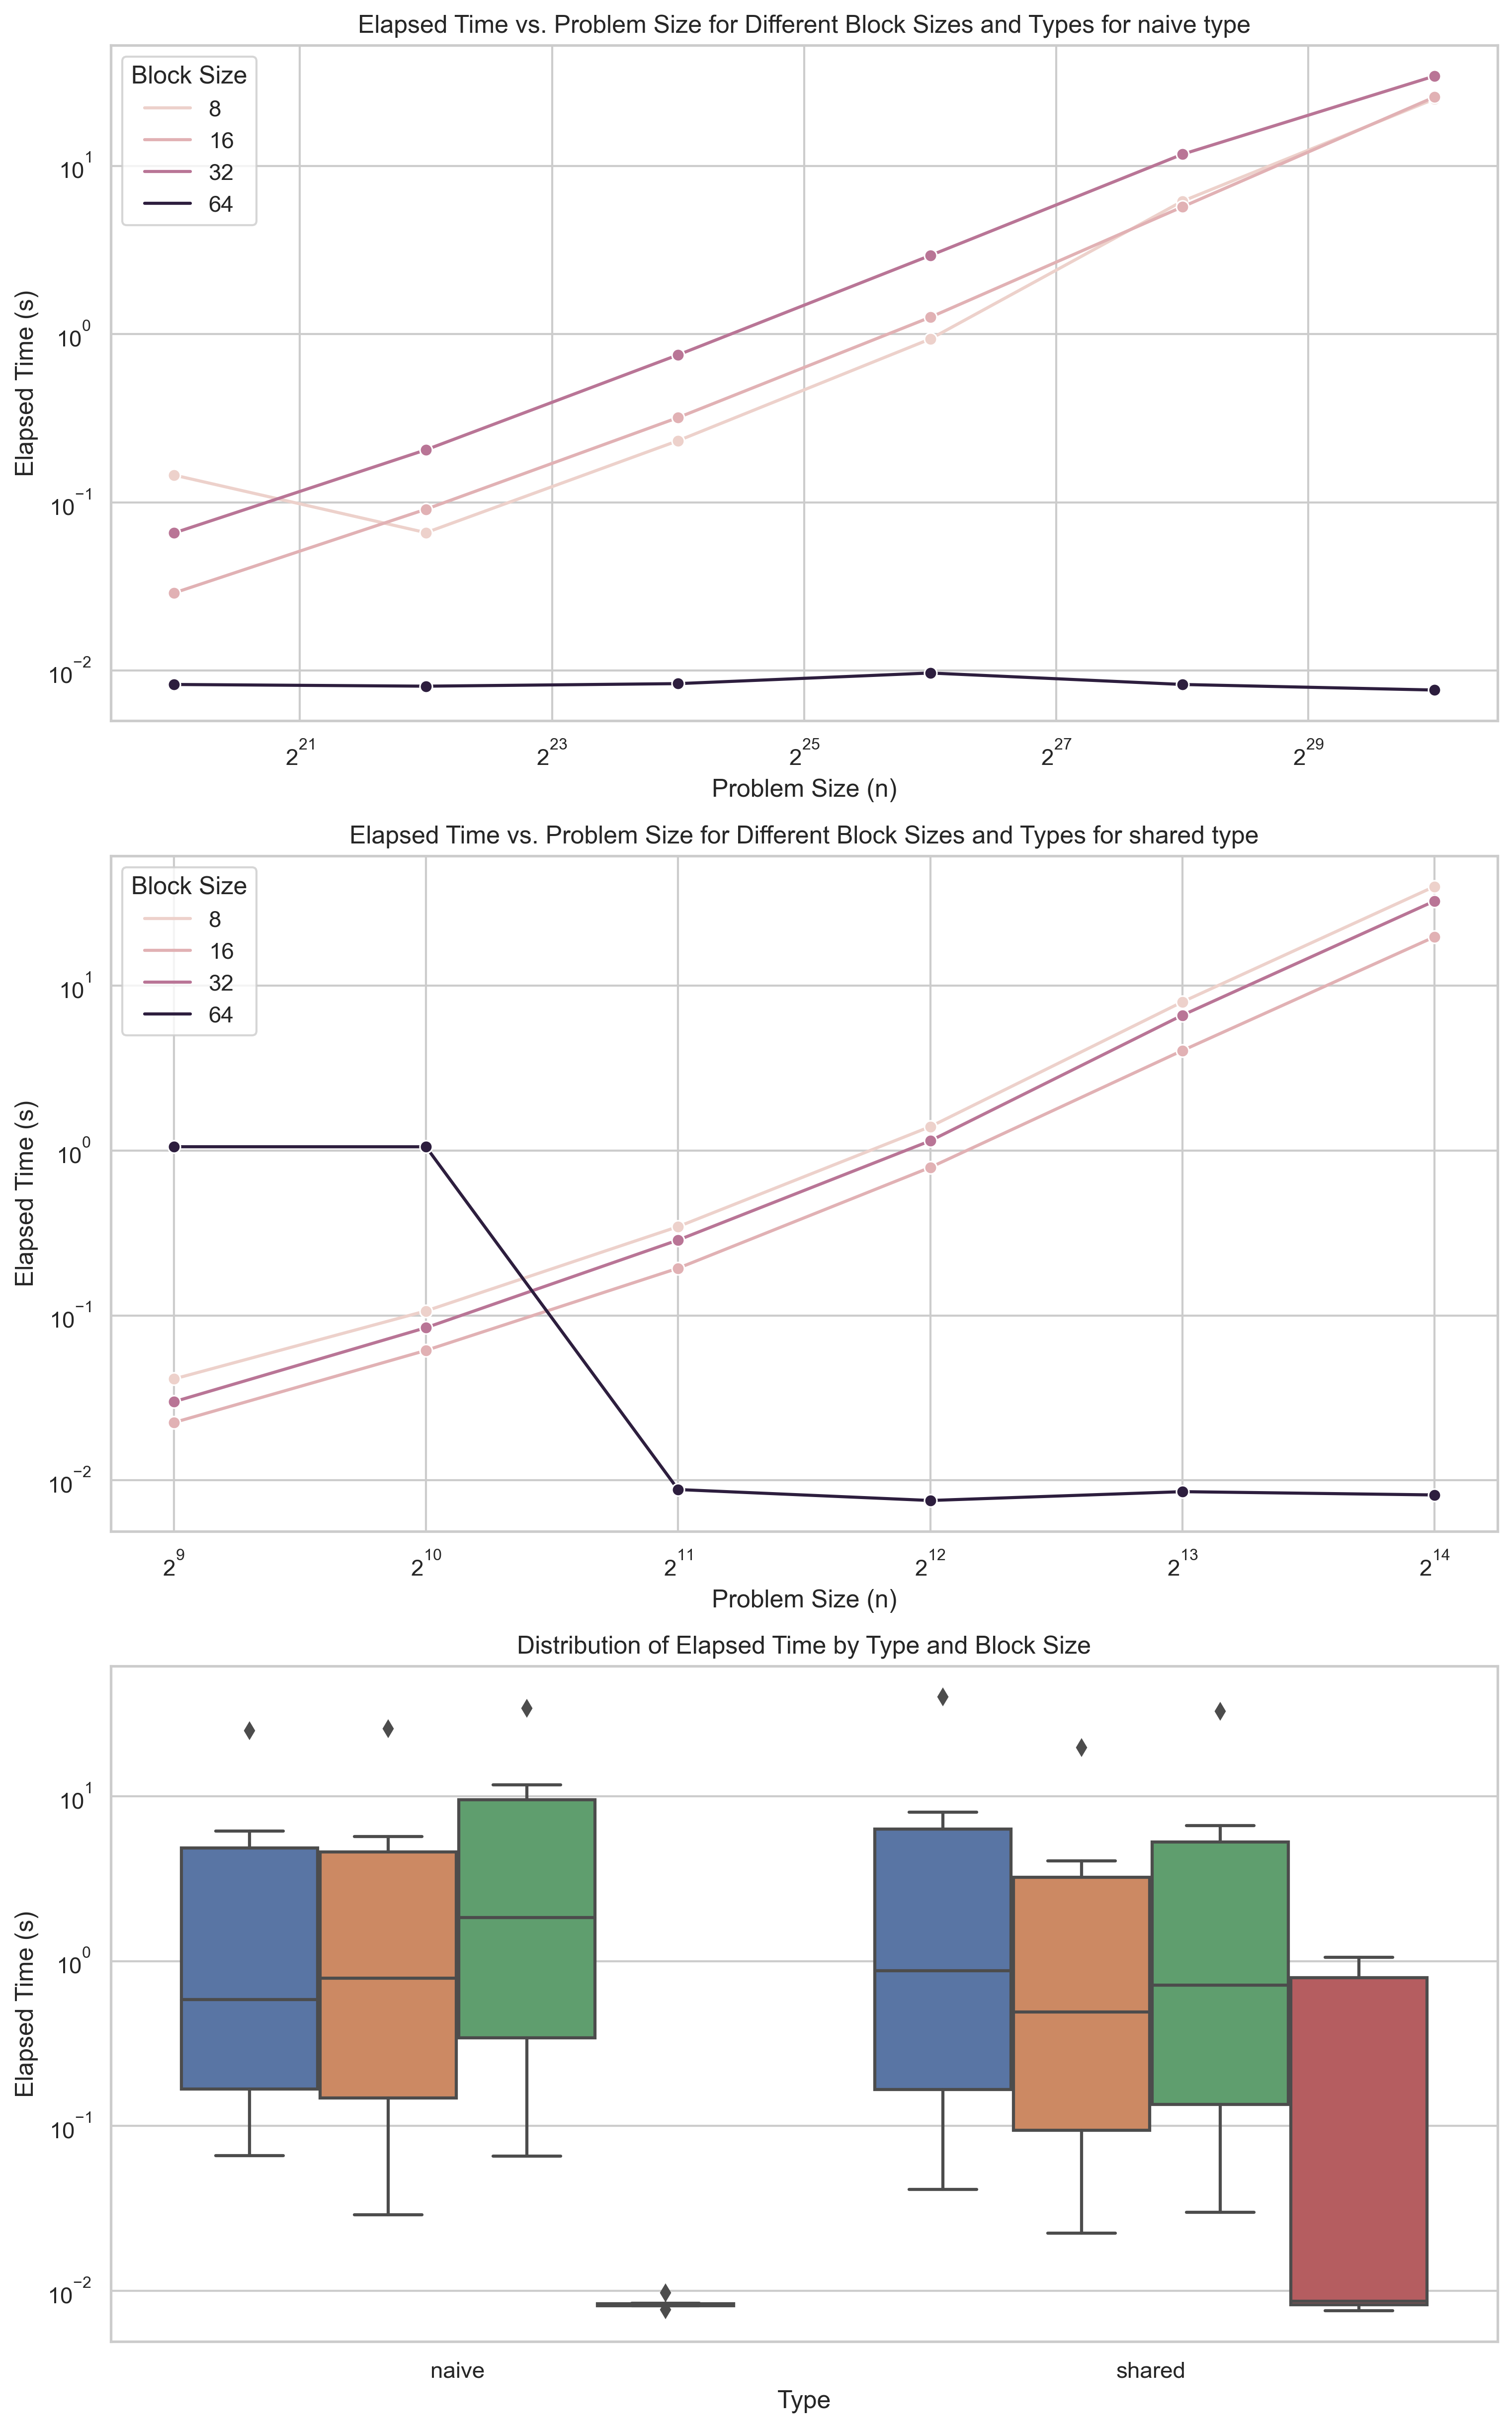 Elapsed Time vs. Problem Size for Different Block Sizes and Types for naive type
Block Size
8
16
32
64
10^1
10^0
10^−1
10^−2
Elapsed Time (s)
2^21 2^23 2^25 2^27 2^29
Problem Size (n)
Elapsed Time vs. Problem Size for Different Block Sizes and Types for shared type
Block Size
8
16
32
64
10^1
10^0
10^−1
10^−2
Elapsed Time (s)
2^9 2^10 2^11 2^12 2^13 2^14
Problem Size (n)
Distribution of Elapsed Time by Type and Block Size
10^1
10^0
10^−1
10^−2
Elapsed Time (s)
naive shared
Type